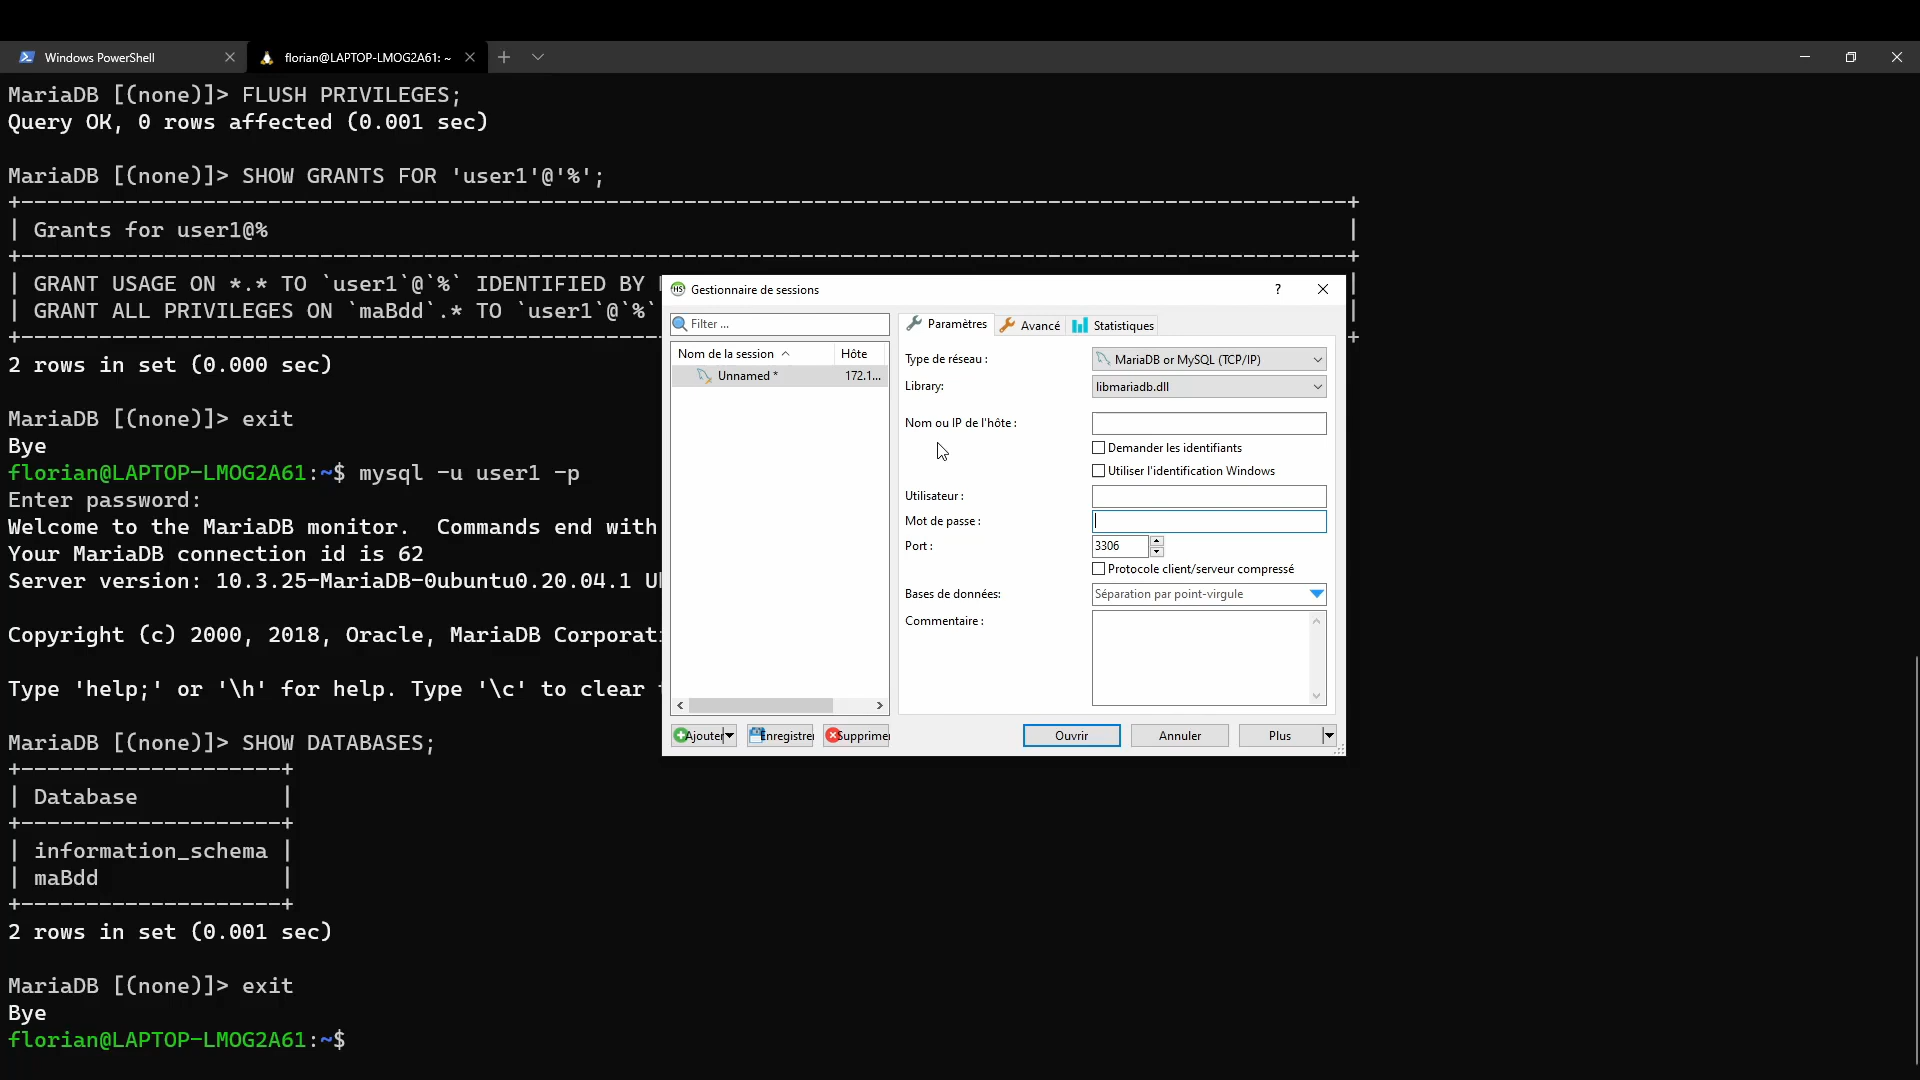 Windows PowerShell
florian@LAPTOP-LMOG2A61: ~
MariaDB [(none)]> FLUSH PRIVILEGES;
Query OK, 0 rows affected (0.001 sec)
MariaDB [(none)]> SHOW GRANTS FOR 'user1'@'%';
+------------------------------------------------------------------------------------------------------+
| Grants for user1@% |
+------------------------------------------------------------------------------------------------------+
| GRANT USAGE ON *.* TO `user1`@`%` IDENTIFIED BY |
| GRANT ALL PRIVILEGES ON `maBdd`.* TO `user1`@`%` |
+------------------------------------------------------------------------------------------------------+
2 rows in set (0.000 sec)
MariaDB [(none)]> exit
Bye
florian@LAPTOP-LMOG2A61:~$ mysql -u user1 -p
Enter password:
Welcome to the MariaDB monitor.  Commands end with
Your MariaDB connection id is 62
Server version: 10.3.25-MariaDB-0ubuntu0.20.04.1
Copyright (c) 2000, 2018, Oracle, MariaDB
Type 'help;' or '\h' for help. Type '\c' to clear
MariaDB [(none)]> SHOW DATABASES;
+--------------------+
| Database |
+--------------------+
| information_schema |
| maBdd |
+--------------------+
2 rows in set (0.001 sec)
MariaDB [(none)]> exit
Bye
florian@LAPTOP-LMOG2A61:~$
HS Gestionnaire de sessions
?
Filter ...
Nom de la session
Hôte
Unnamed *
172.1...
Paramètres
Avancé
Statistiques
Type de réseau :
MariaDB or MySQL (TCP/IP)
Library:
libmariadb.dll
Nom ou IP de l'hôte :
Demander les identifiants
Utiliser l'identification Windows
Utilisateur :
Mot de passe :
Port :
3306
Protocole client/serveur compressé
Bases de données:
Séparation par point-virgule
Commentaire :
Ajouter
Enregistrer
Supprimer
Ouvrir
Annuler
Plus